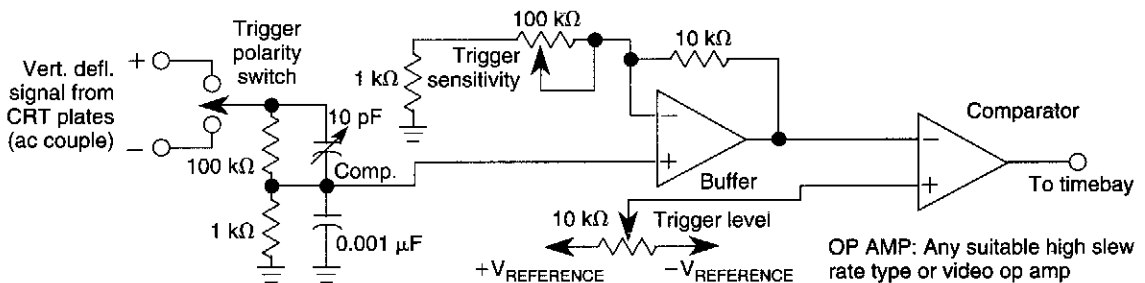 Vert. defl.
signal from
CRT plates
(ac couple)
+
−
Trigger
polarity
switch
100 kΩ
1 kΩ
10 pF
Comp.
0.001 µF
1 kΩ
100 kΩ
Trigger
sensitivity
10 kΩ
−
+
Buffer
10 kΩ
Trigger level
+VREFERENCE
−VREFERENCE
Comparator
−
+
To timebay
OP AMP: Any suitable high slew
rate type or video op amp